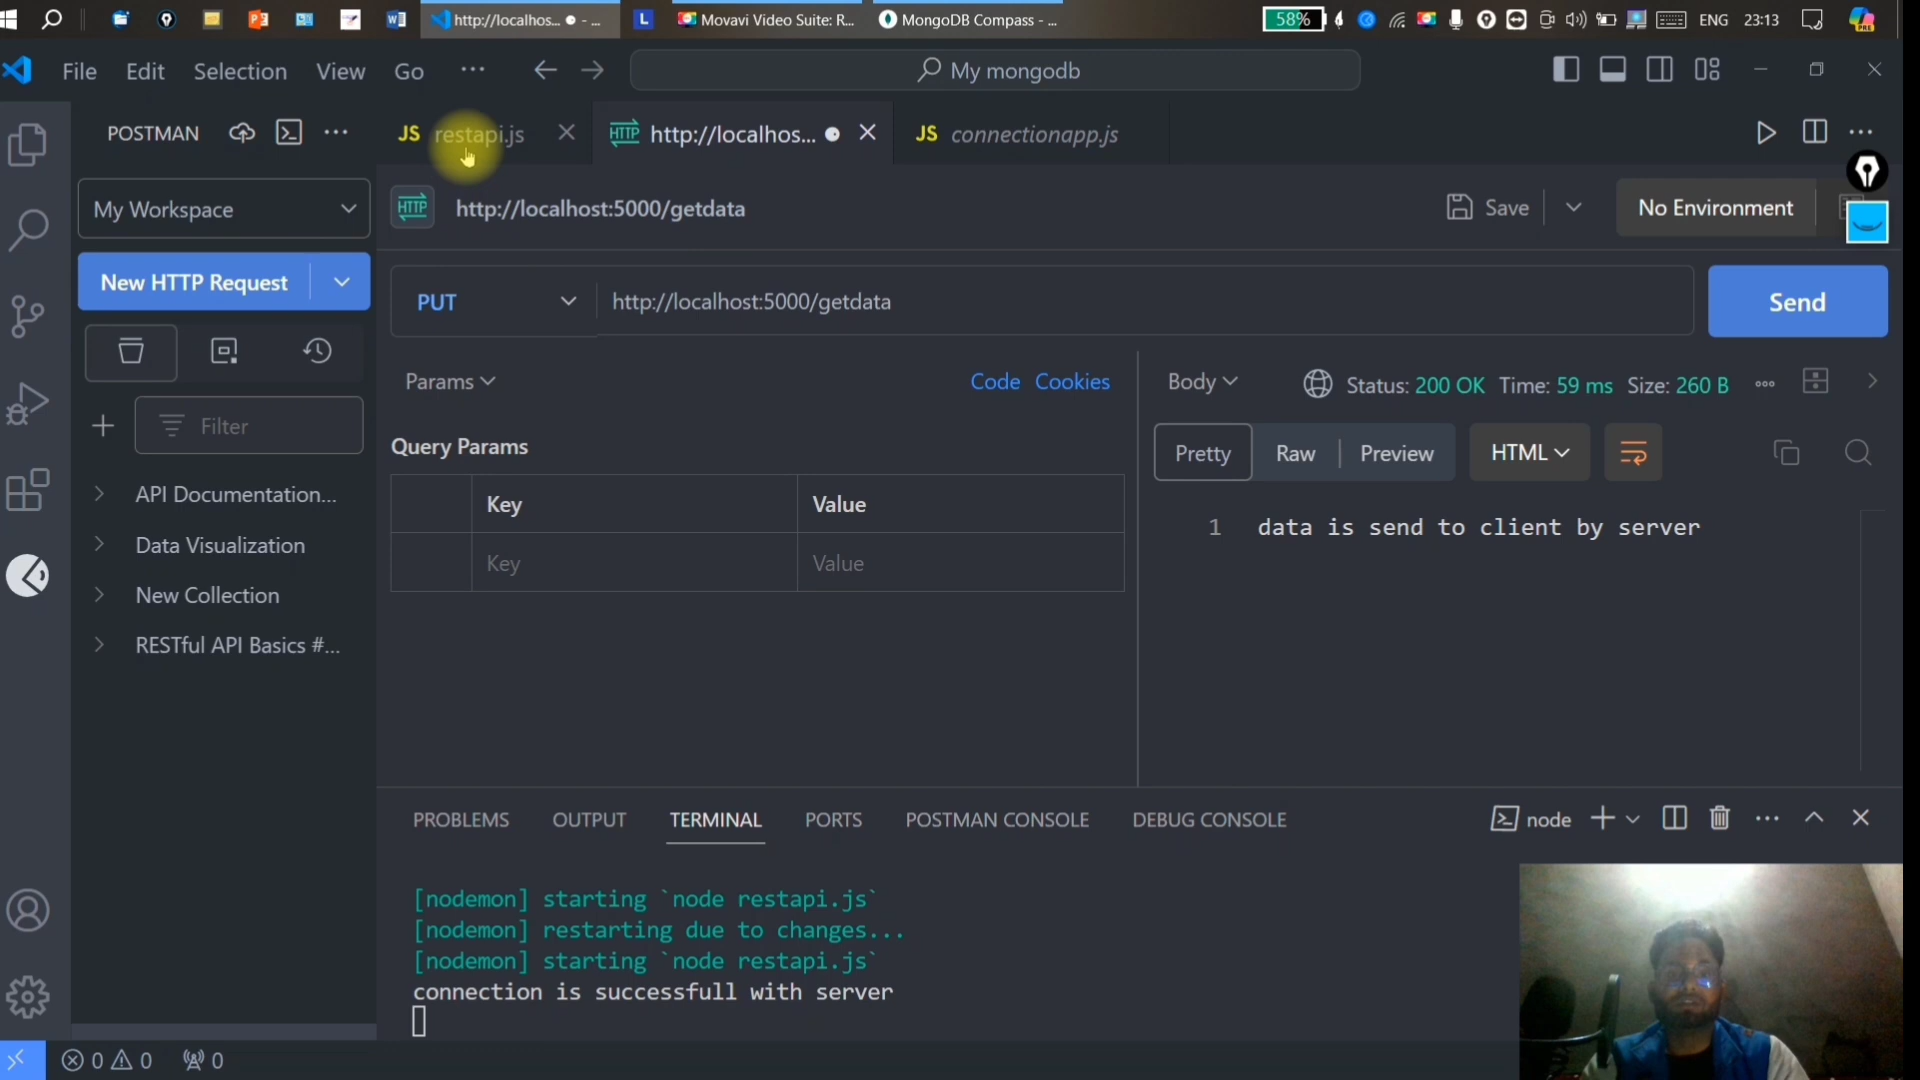 http://localhos... ● - ...
L
Movavi Video Suite: R...
MongoDB Compass - ...
58%
ENG
23:13
File
Edit
Selection
View
Go
...
My mongodb
POSTMAN
JS restapi.js
HTTP http://localhos... ●
JS connectionapp.js
My Workspace
HTTP http://localhost:5000/getdata
Save
No Environment
New HTTP Request
PUT
http://localhost:5000/getdata
Send
Params
Code
Cookies
Body
Status: 200 OK Time: 59 ms Size: 260 B
Filter
Query Params
Pretty
Raw
Preview
HTML
Key
Value
Key
Value
1 data is send to client by server
API Documentation...
Data Visualization
New Collection
RESTful API Basics #...
PROBLEMS
OUTPUT
TERMINAL
PORTS
POSTMAN CONSOLE
DEBUG CONSOLE
node
[nodemon] starting `node restapi.js`
[nodemon] restarting due to changes...
[nodemon] starting `node restapi.js`
connection is successfull with server
0
0
0